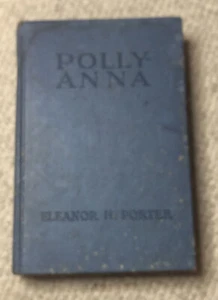 POLLY-
ANNA
ELEANOR H. PORTER